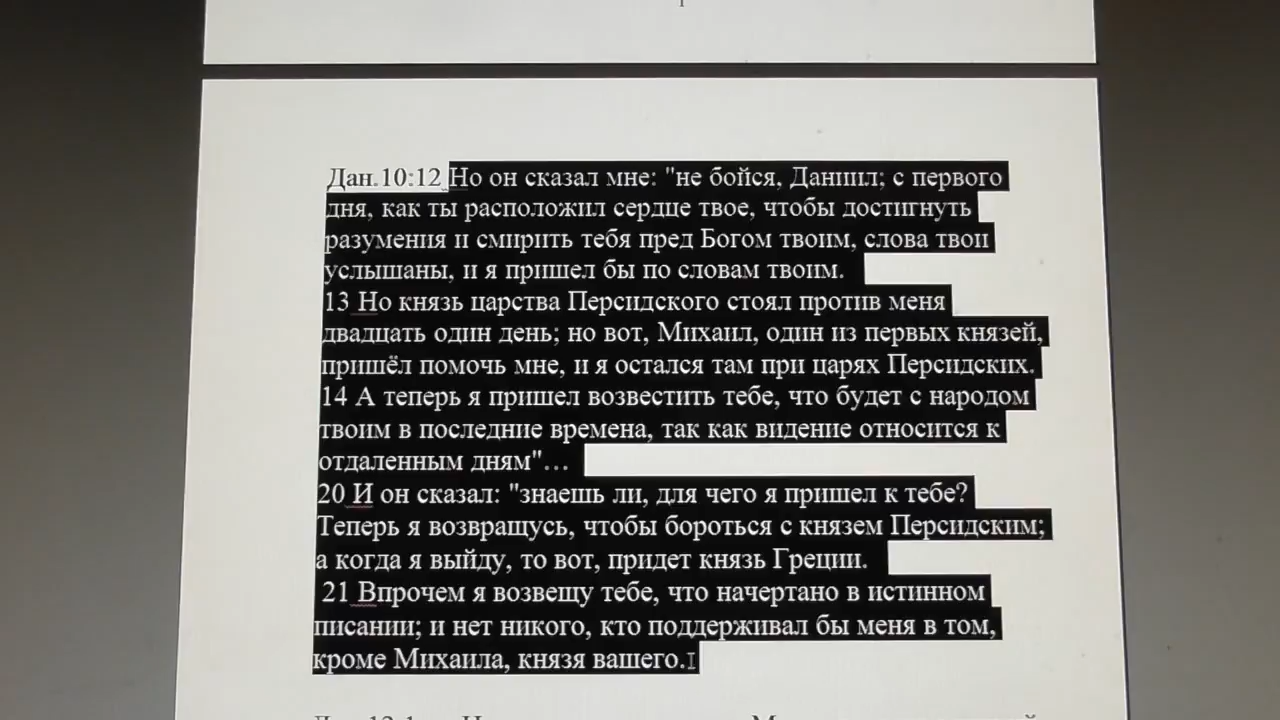 Дан.10:12 Но он сказал мне: "не бойся, Даниил; с первого
дня, как ты расположил сердце твое, чтобы достигнуть
разумения и смирить тебя пред Богом твоим, слова твои
услышаны, и я пришел бы по словам твоим.
13 Но князь царства Персидского стоял против меня
двадцать один день; но вот, Михаил, один из первых князей,
пришёл помочь мне, и я остался там при царях Персидских.
14 А теперь я пришел возвестить тебе, что будет с народом
твоим в последние времена, так как видение относится к
отдаленным дням"...
20 И он сказал: "знаешь ли, для чего я пришел к тебе?
Теперь я возвращусь, чтобы бороться с князем Персидским;
а когда я выйду, то вот, придет князь Греции.
21 Впрочем я возвещу тебе, что начертано в истинном
писании; и нет никого, кто поддерживал бы меня в том,
кроме Михаила, князя вашего.